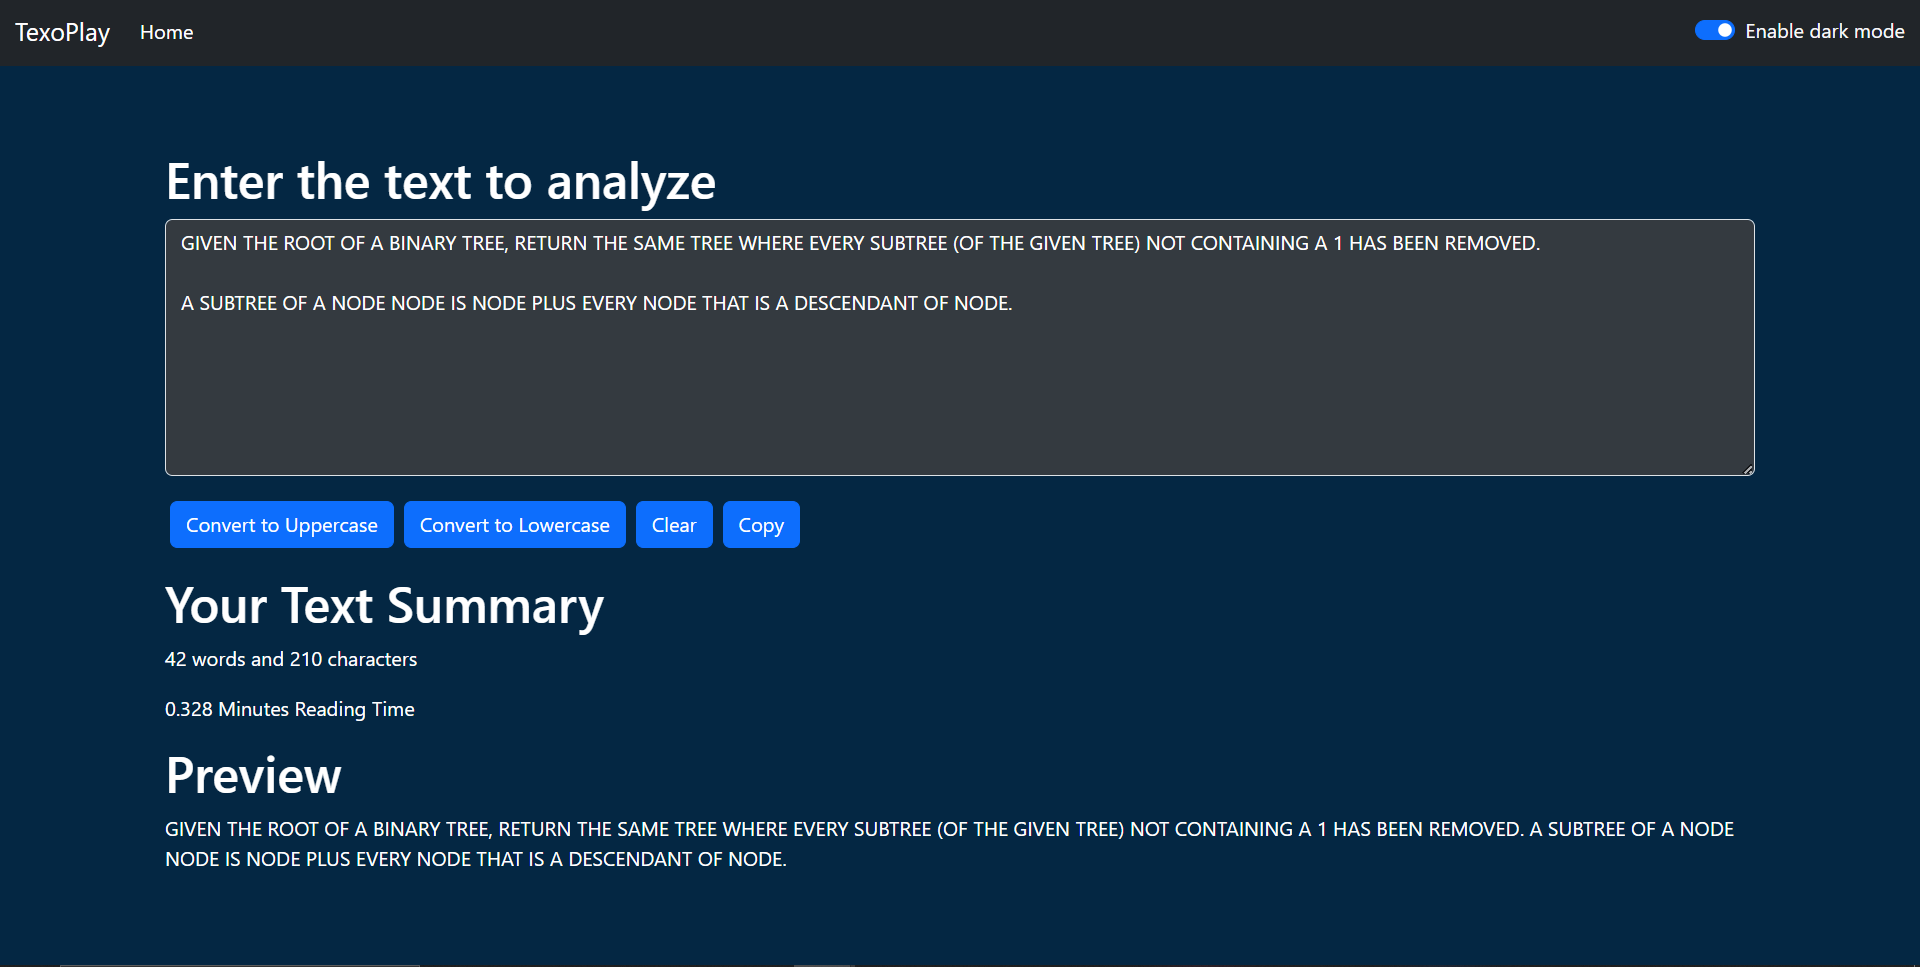 TexoPlay Home Enable dark mode
Enter the text to analyze
GIVEN THE ROOT OF A BINARY TREE, RETURN THE SAME TREE WHERE EVERY SUBTREE (OF THE GIVEN TREE) NOT CONTAINING A 1 HAS BEEN REMOVED.
A SUBTREE OF A NODE NODE IS NODE PLUS EVERY NODE THAT IS A DESCENDANT OF NODE.
Convert to Uppercase Convert to Lowercase Clear Copy
Your Text Summary
42 words and 210 characters
0.328 Minutes Reading Time
Preview
GIVEN THE ROOT OF A BINARY TREE, RETURN THE SAME TREE WHERE EVERY SUBTREE (OF THE GIVEN TREE) NOT CONTAINING A 1 HAS BEEN REMOVED. A SUBTREE OF A NODE
NODE IS NODE PLUS EVERY NODE THAT IS A DESCENDANT OF NODE.